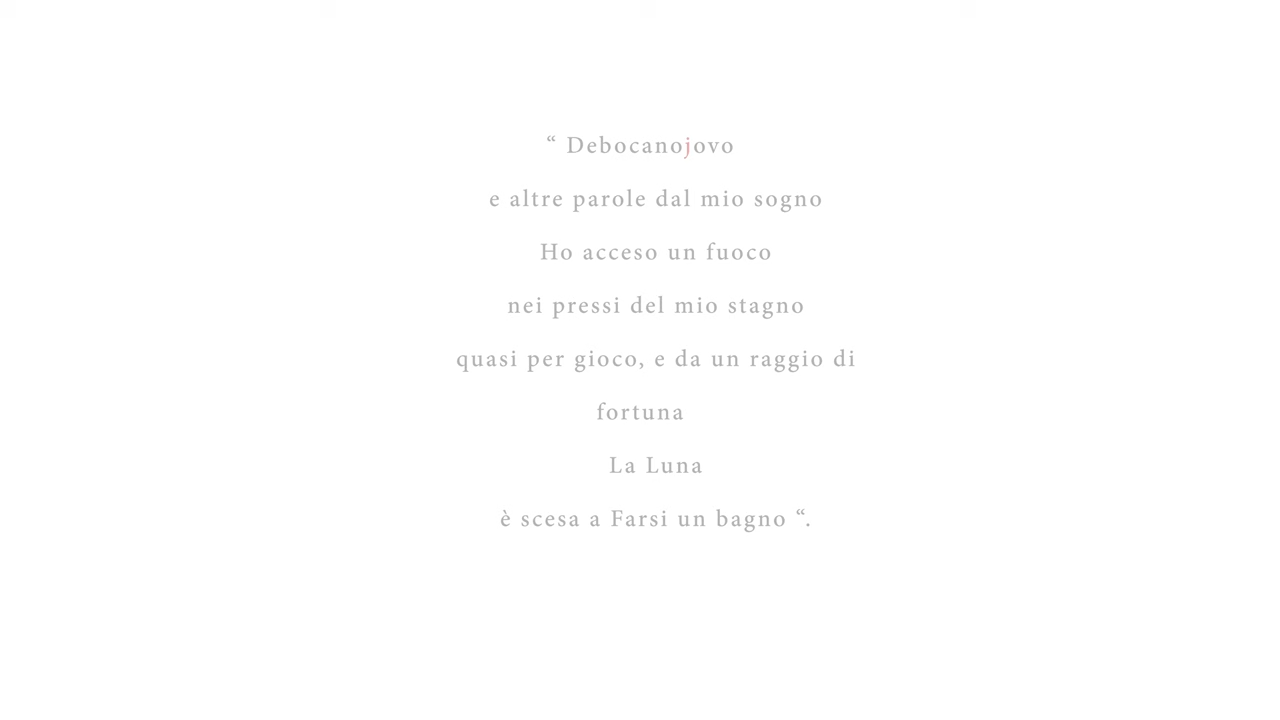 “ Debocanojovo
e altre parole dal mio sogno
Ho acceso un fuoco
nei pressi del mio stagno
quasi per gioco, e da un raggio di
fortuna
La Luna
è scesa a Farsi un bagno “.